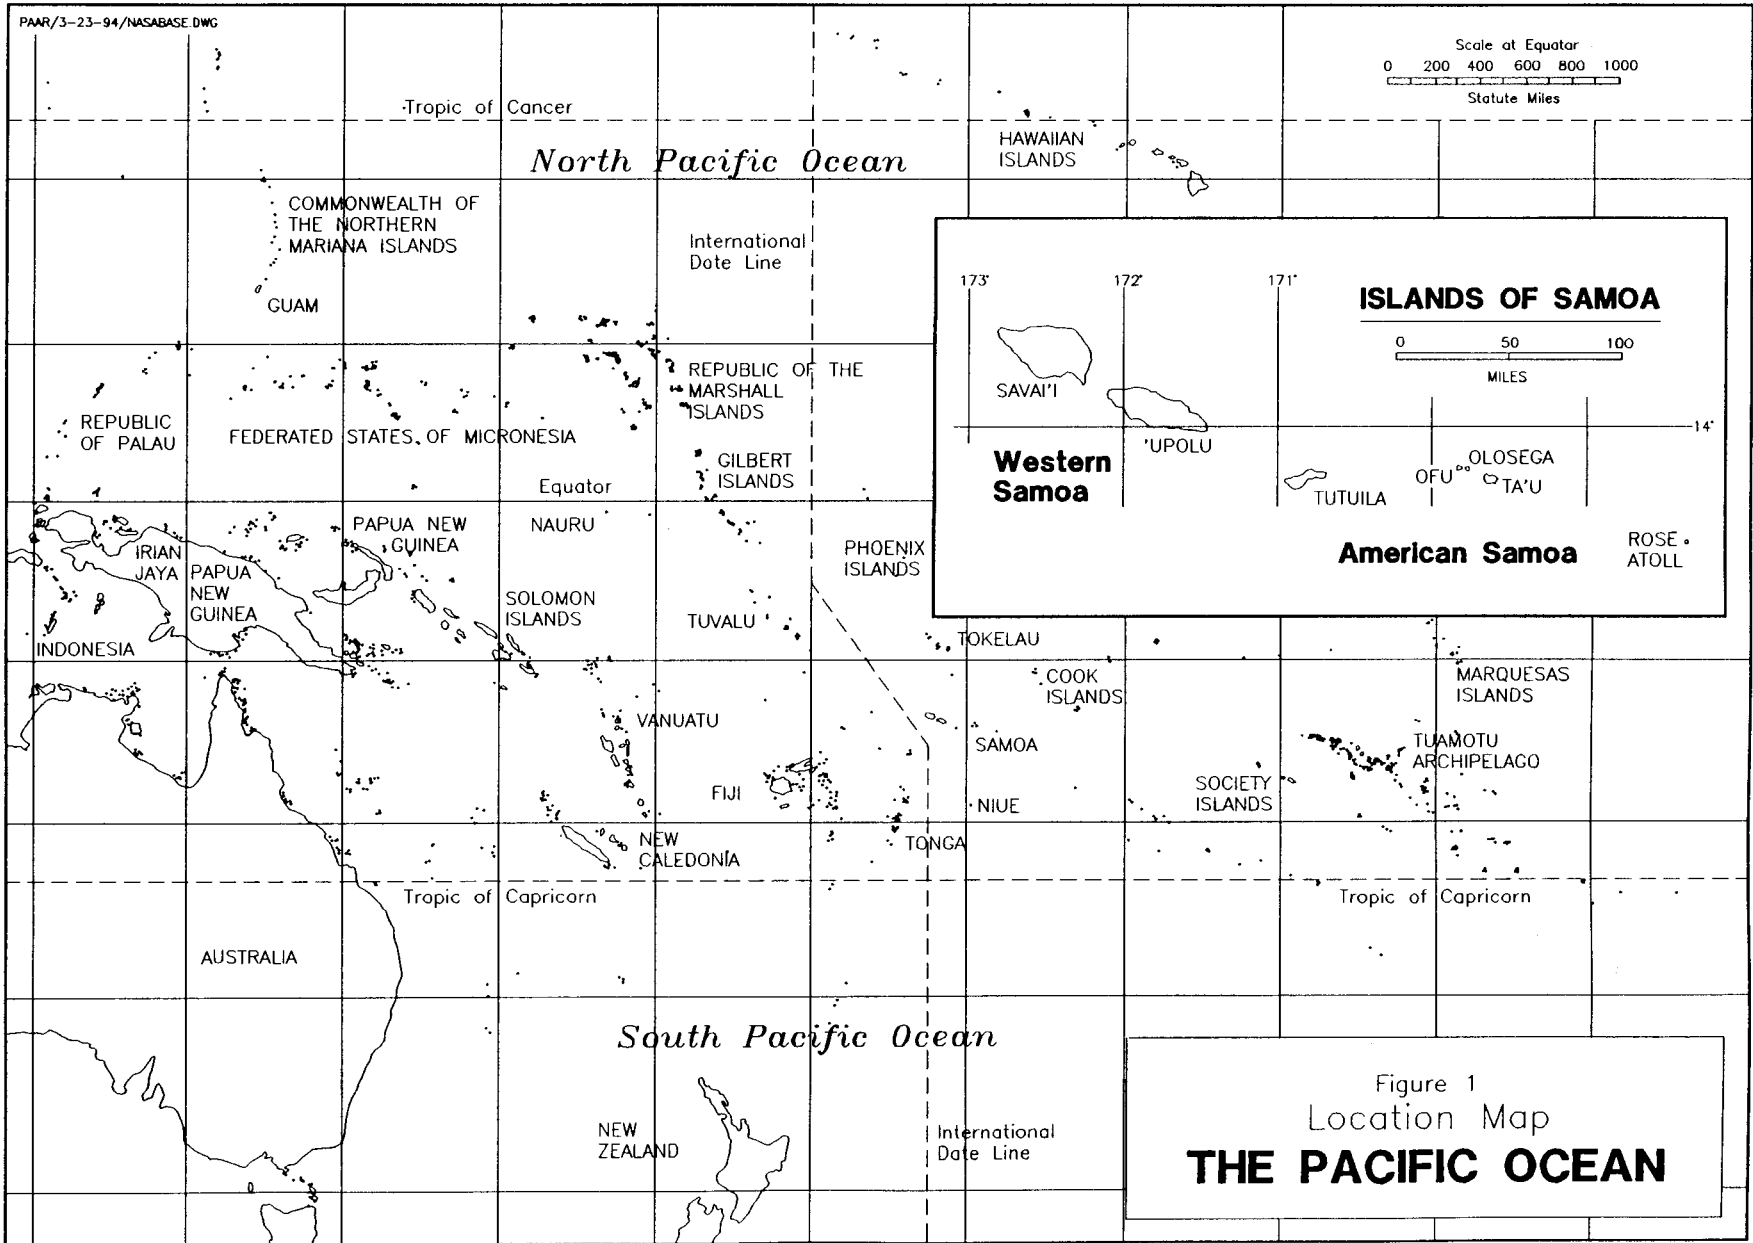 PAAR/3-23-94/NASABASE.DWG
Scale at Equator
0 200 400 600 800 1000
Statute Miles
Tropic of Cancer
HAWAIIAN
ISLANDS
North Pacific Ocean
COMMONWEALTH OF
THE NORTHERN
MARIANA ISLANDS
International
Date Line
GUAM
173°
172°
171°
ISLANDS OF SAMOA
0 50 100
MILES
SAVAI'I
'UPOLU
14°
Western
Samoa
OFU
OLOSEGA
TA'U
TUTUILA
American Samoa
ROSE
ATOLL
REPUBLIC OF THE
MARSHALL
ISLANDS
REPUBLIC
OF PALAU
FEDERATED STATES OF MICRONESIA
GILBERT
ISLANDS
Equator
NAURU
PAPUA NEW
GUINEA
PHOENIX
ISLANDS
IRIAN
JAYA
PAPUA
NEW
GUINEA
SOLOMON
ISLANDS
TUVALU
INDONESIA
TOKELAU
COOK
ISLANDS
MARQUESAS
ISLANDS
VANUATU
SAMOA
TUAMOTU
ARCHIPELAGO
FIJI
SOCIETY
ISLANDS
NIUE
NEW
CALEDONIA
TONGA
Tropic of Capricorn
Tropic of Capricorn
AUSTRALIA
South Pacific Ocean
NEW
ZEALAND
International
Date Line
Figure 1
Location Map
THE PACIFIC OCEAN